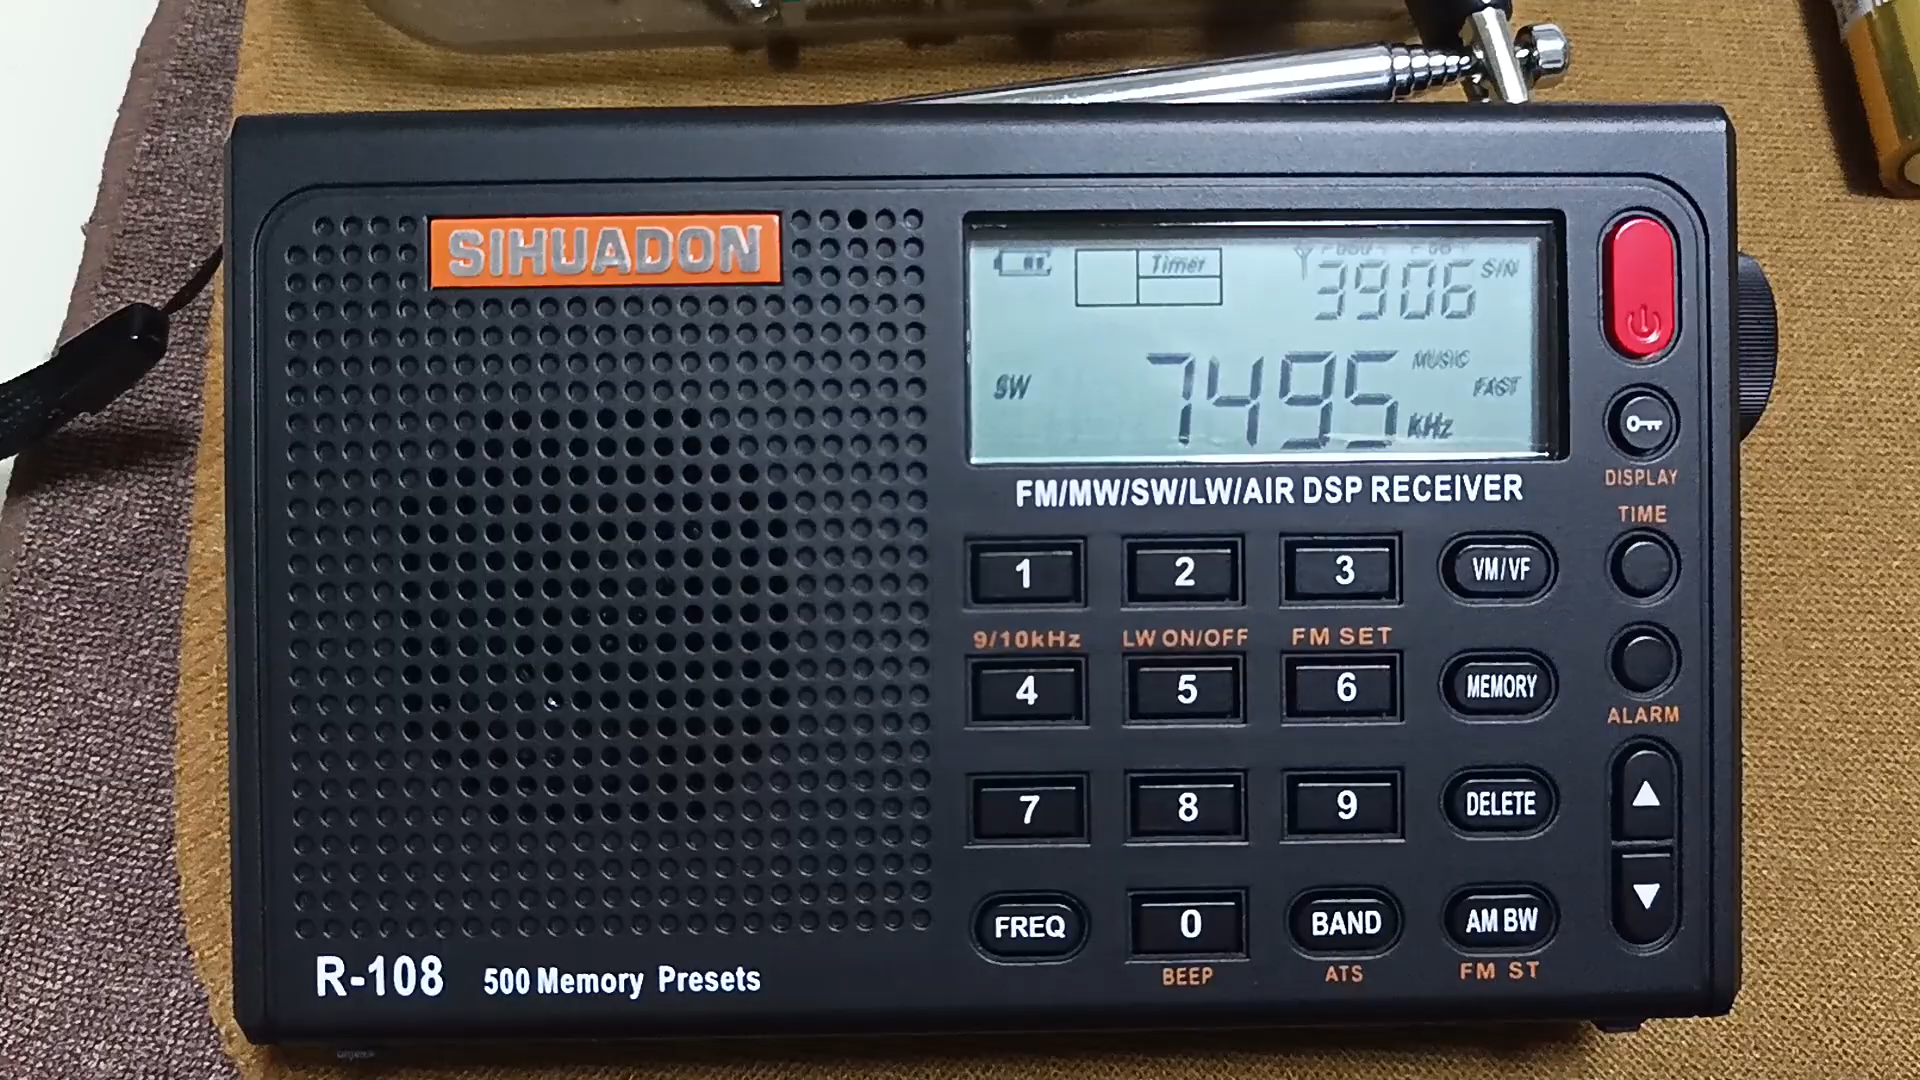 SIHUADON
Timer
3906 S/N
MUSIC
SW 7495 KHz
FAST
FM/MW/SW/LW/AIR DSP RECEIVER
DISPLAY
TIME
1 2 3 VM/VF
9/10kHz LW ON/OFF FM SET
4 5 6 MEMORY
ALARM
7 8 9 DELETE
FREQ 0 BAND AM BW
BEEP ATS FM ST
R-108 500 Memory Presets